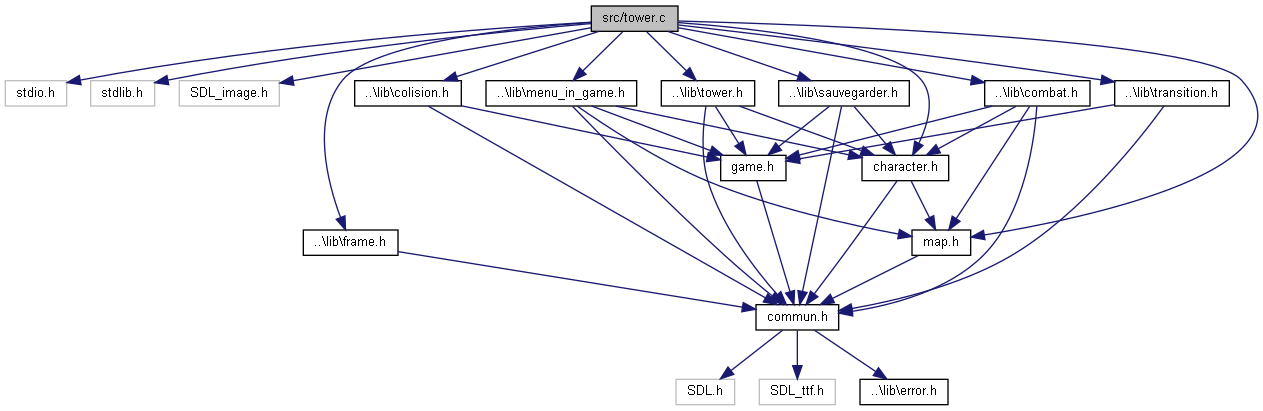 src/tower.c
stdio.h
stdlib.h
SDL_image.h
..\lib\colision.h
..\lib\menu_in_game.h
..\lib\tower.h
..\lib\sauvegarder.h
..\lib\combat.h
..\lib\transition.h
game.h
character.h
..\lib\frame.h
map.h
commun.h
SDL.h
SDL_ttf.h
..\lib\error.h